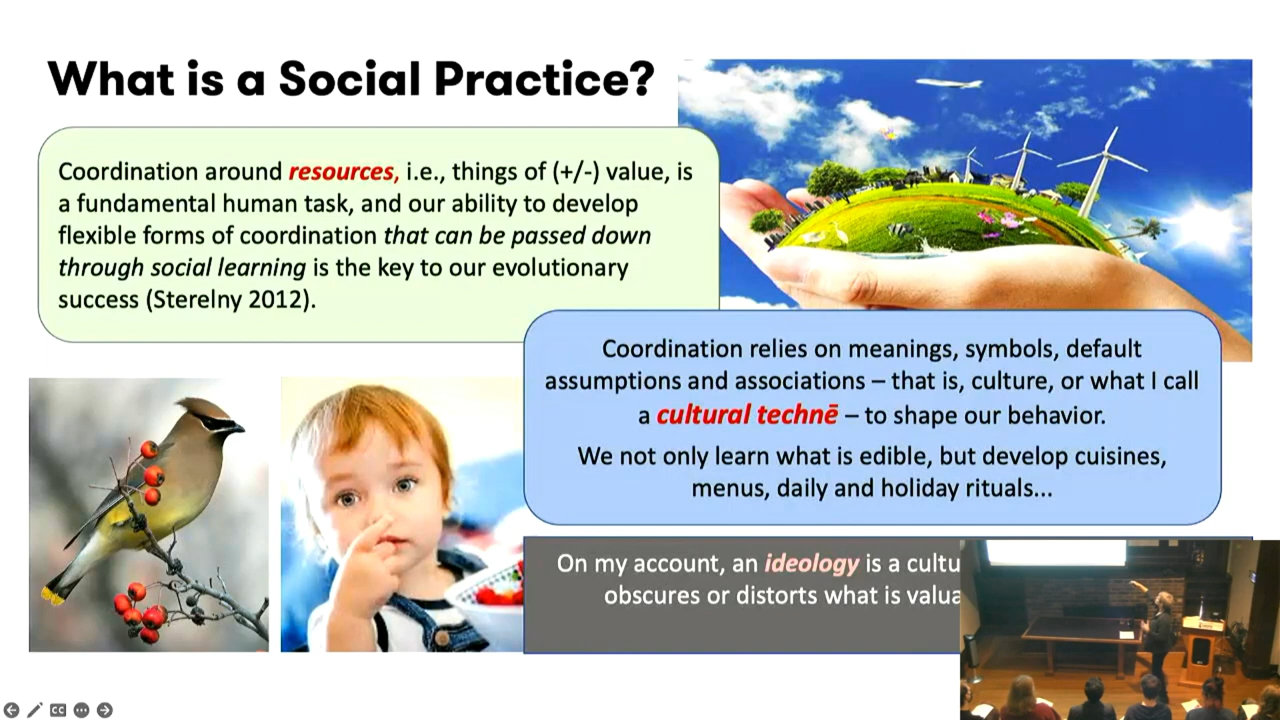 What is a Social Practice?
Coordination around resources, i.e., things of (+/-) value, is
a fundamental human task, and our ability to develop
flexible forms of coordination that can be passed down
through social learning is the key to our evolutionary
success (Sterelny 2012).
Coordination relies on meanings, symbols, default
assumptions and associations – that is, culture, or what I call
a cultural technē – to shape our behavior.
We not only learn what is edible, but develop cuisines,
menus, daily and holiday rituals...
On my account, an ideology is a cultu
obscures or distorts what is valua
CC